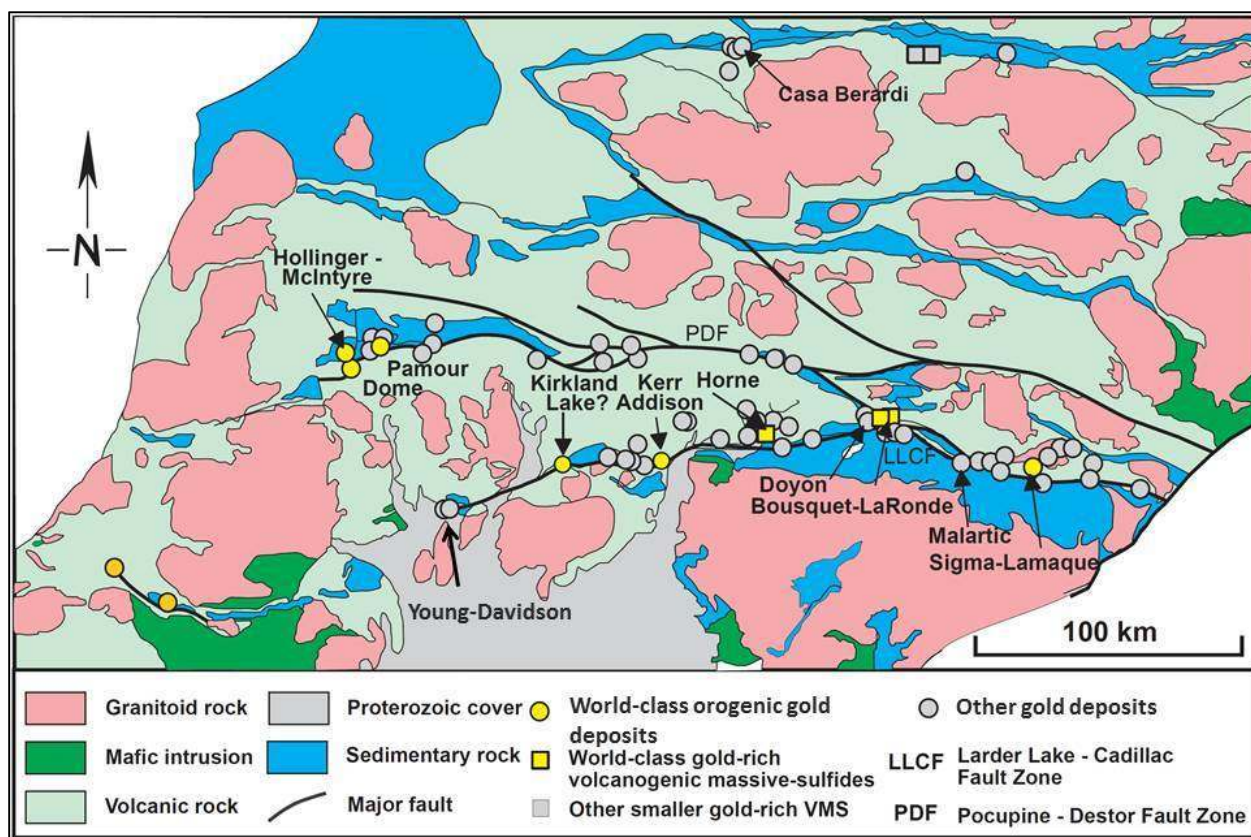 Casa Berardi
N
Hollinger -
McIntyre
PDF
Pamour
Dome
Kirkland
Lake?
Kerr
Addison
Horne
LLCF
Doyon
Bousquet-LaRonde
Malartic
Sigma-Lamaque
Young-Davidson
100 km
Granitoid rock
Proterozoic cover
World-class orogenic gold
deposits
Other gold deposits
Mafic intrusion
Sedimentary rock
World-class gold-rich
volcanogenic massive-sulfides
LLCF Larder Lake - Cadillac
Fault Zone
Volcanic rock
Major fault
Other smaller gold-rich VMS
PDF Pocupine - Destor Fault Zone